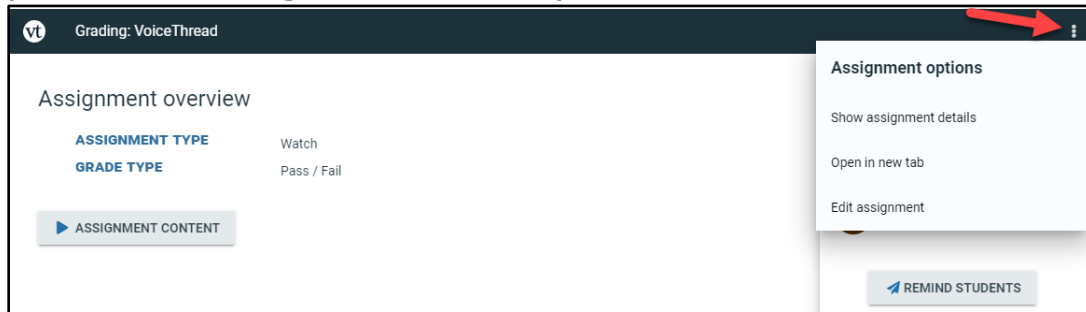 vt Grading: VoiceThread
Assignment options
Assignment overview
Show assignment details
ASSIGNMENT TYPE Watch
GRADE TYPE Pass / Fail
Open in new tab
Edit assignment
ASSIGNMENT CONTENT
REMIND STUDENTS